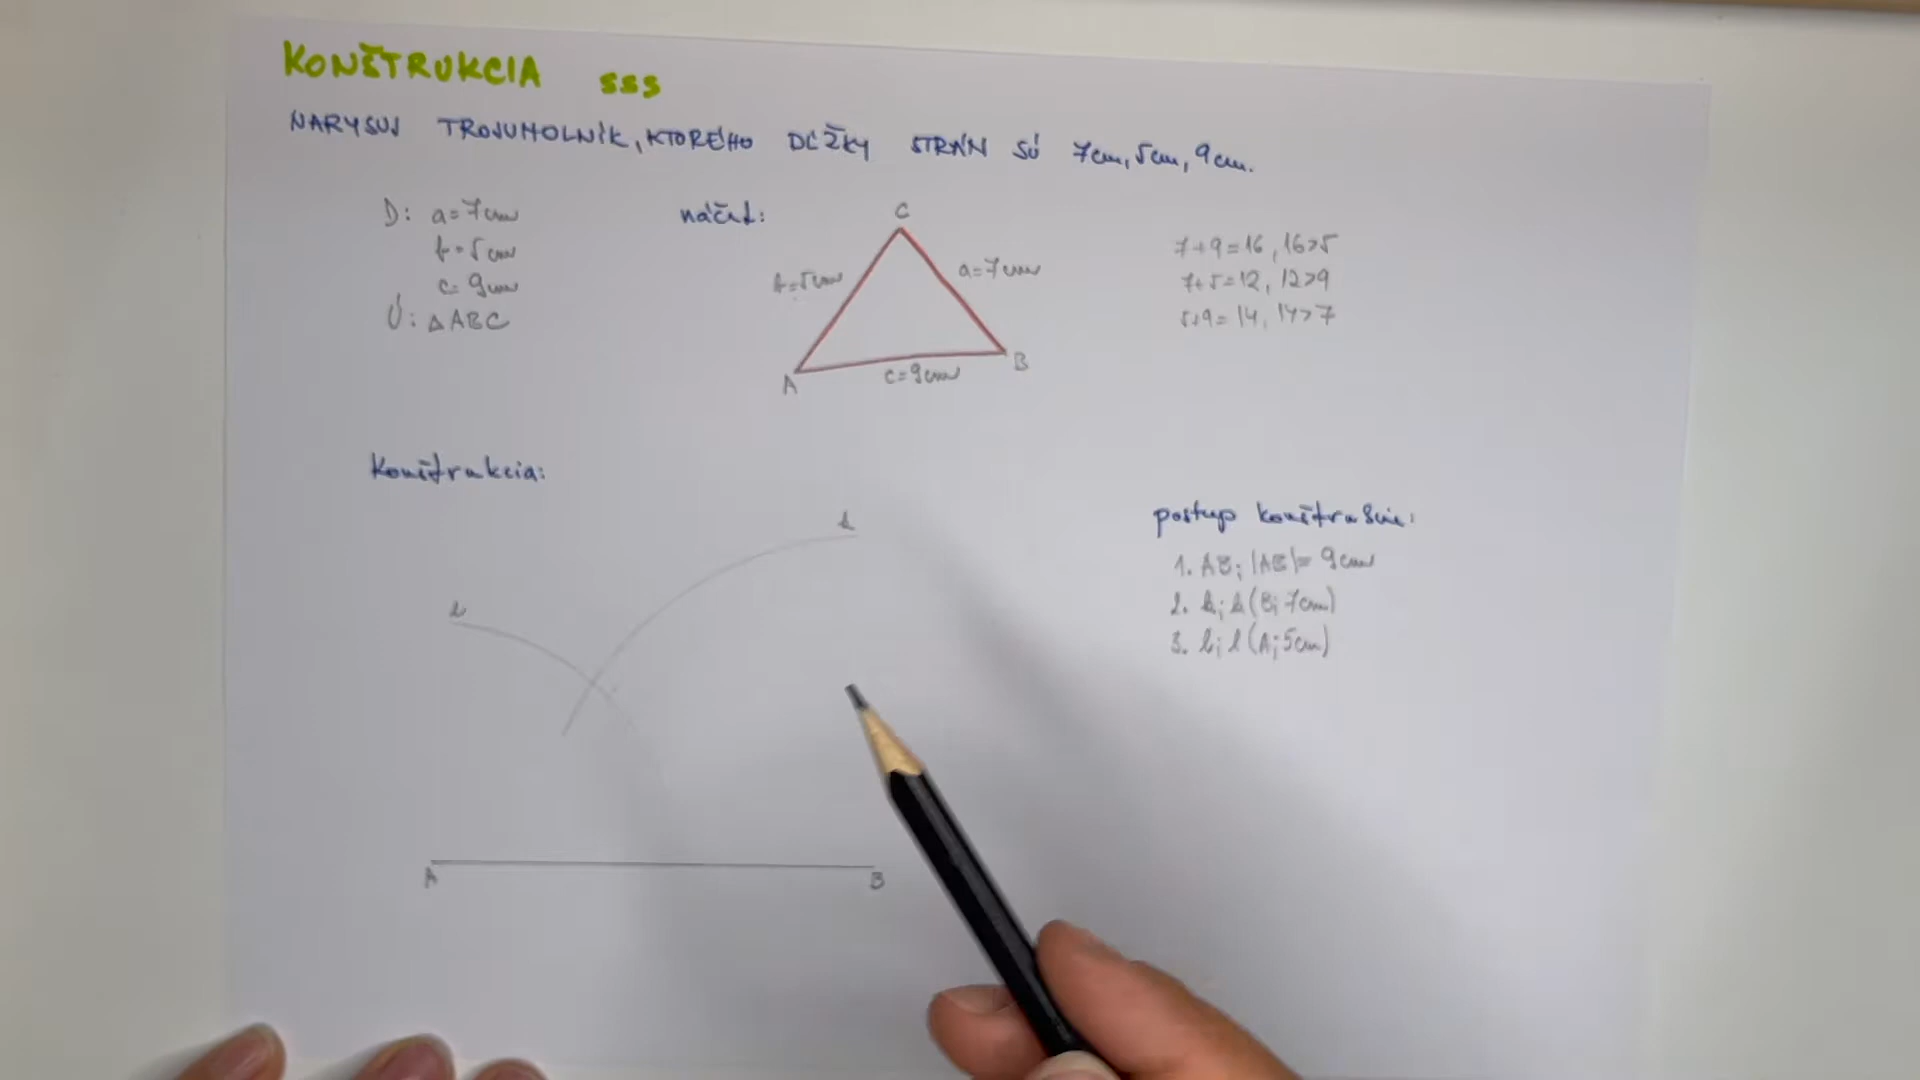 KONŠTRUKCIA sss
NARYSUJ TROJUHOLNÍK, KTORÉHO DĹŽKY STRÁN SÚ 7cm, 5cm, 9cm.
D: a=7cm
b=5cm
c=9cm
Ú: △ABC
náčrt:
C
b=5cm
a=7cm
A
c=9cm
B
7+9=16, 16>5
7+5=12, 12>9
5+9=14, 14>7
Konštrukcia:
k
l
A
B
postup konštrukcie:
1. AB; |AB|=9cm
2. k; k(B; 7cm)
3. l; l(A; 5cm)